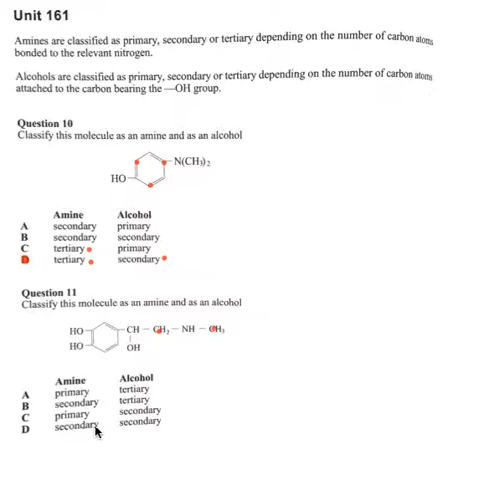 Unit 161
Amines are classified as primary, secondary or tertiary depending on the number of carbon atoms
bonded to the relevant nitrogen.
Alcohols are classified as primary, secondary or tertiary depending on the number of carbon atoms
attached to the carbon bearing the —OH group.
Question 10
Classify this molecule as an amine and as an alcohol
N(CH₃)₂
HO
Amine Alcohol
A secondary primary
B secondary secondary
C tertiary primary
D tertiary secondary
Question 11
Classify this molecule as an amine and as an alcohol
HO CH – CH₂ – NH – CH₃
HO OH
Amine Alcohol
A primary tertiary
B secondary tertiary
C primary secondary
D secondary secondary